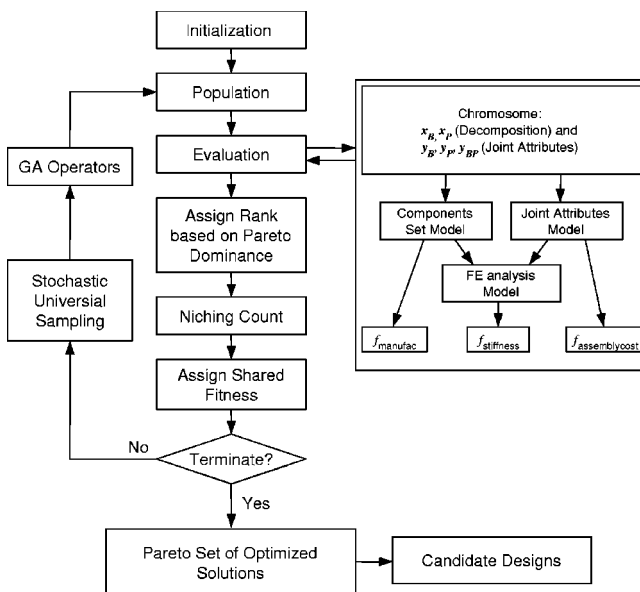 Initialization
Population
Evaluation
Assign Rank
based on Pareto
Dominance
Niching Count
Assign Shared
Fitness
Terminate?
No
Yes
GA Operators
Stochastic
Universial
Sampling
Pareto Set of Optimized
Solutions
Candidate Designs
Chromosome:
x_B, x_P (Decomposition) and
y_B, y_P, y_BP (Joint Attributes)
Components
Set Model
Joint Attributes
Model
FE analysis
Model
f_manufac
f_stiffness
f_assemblycost